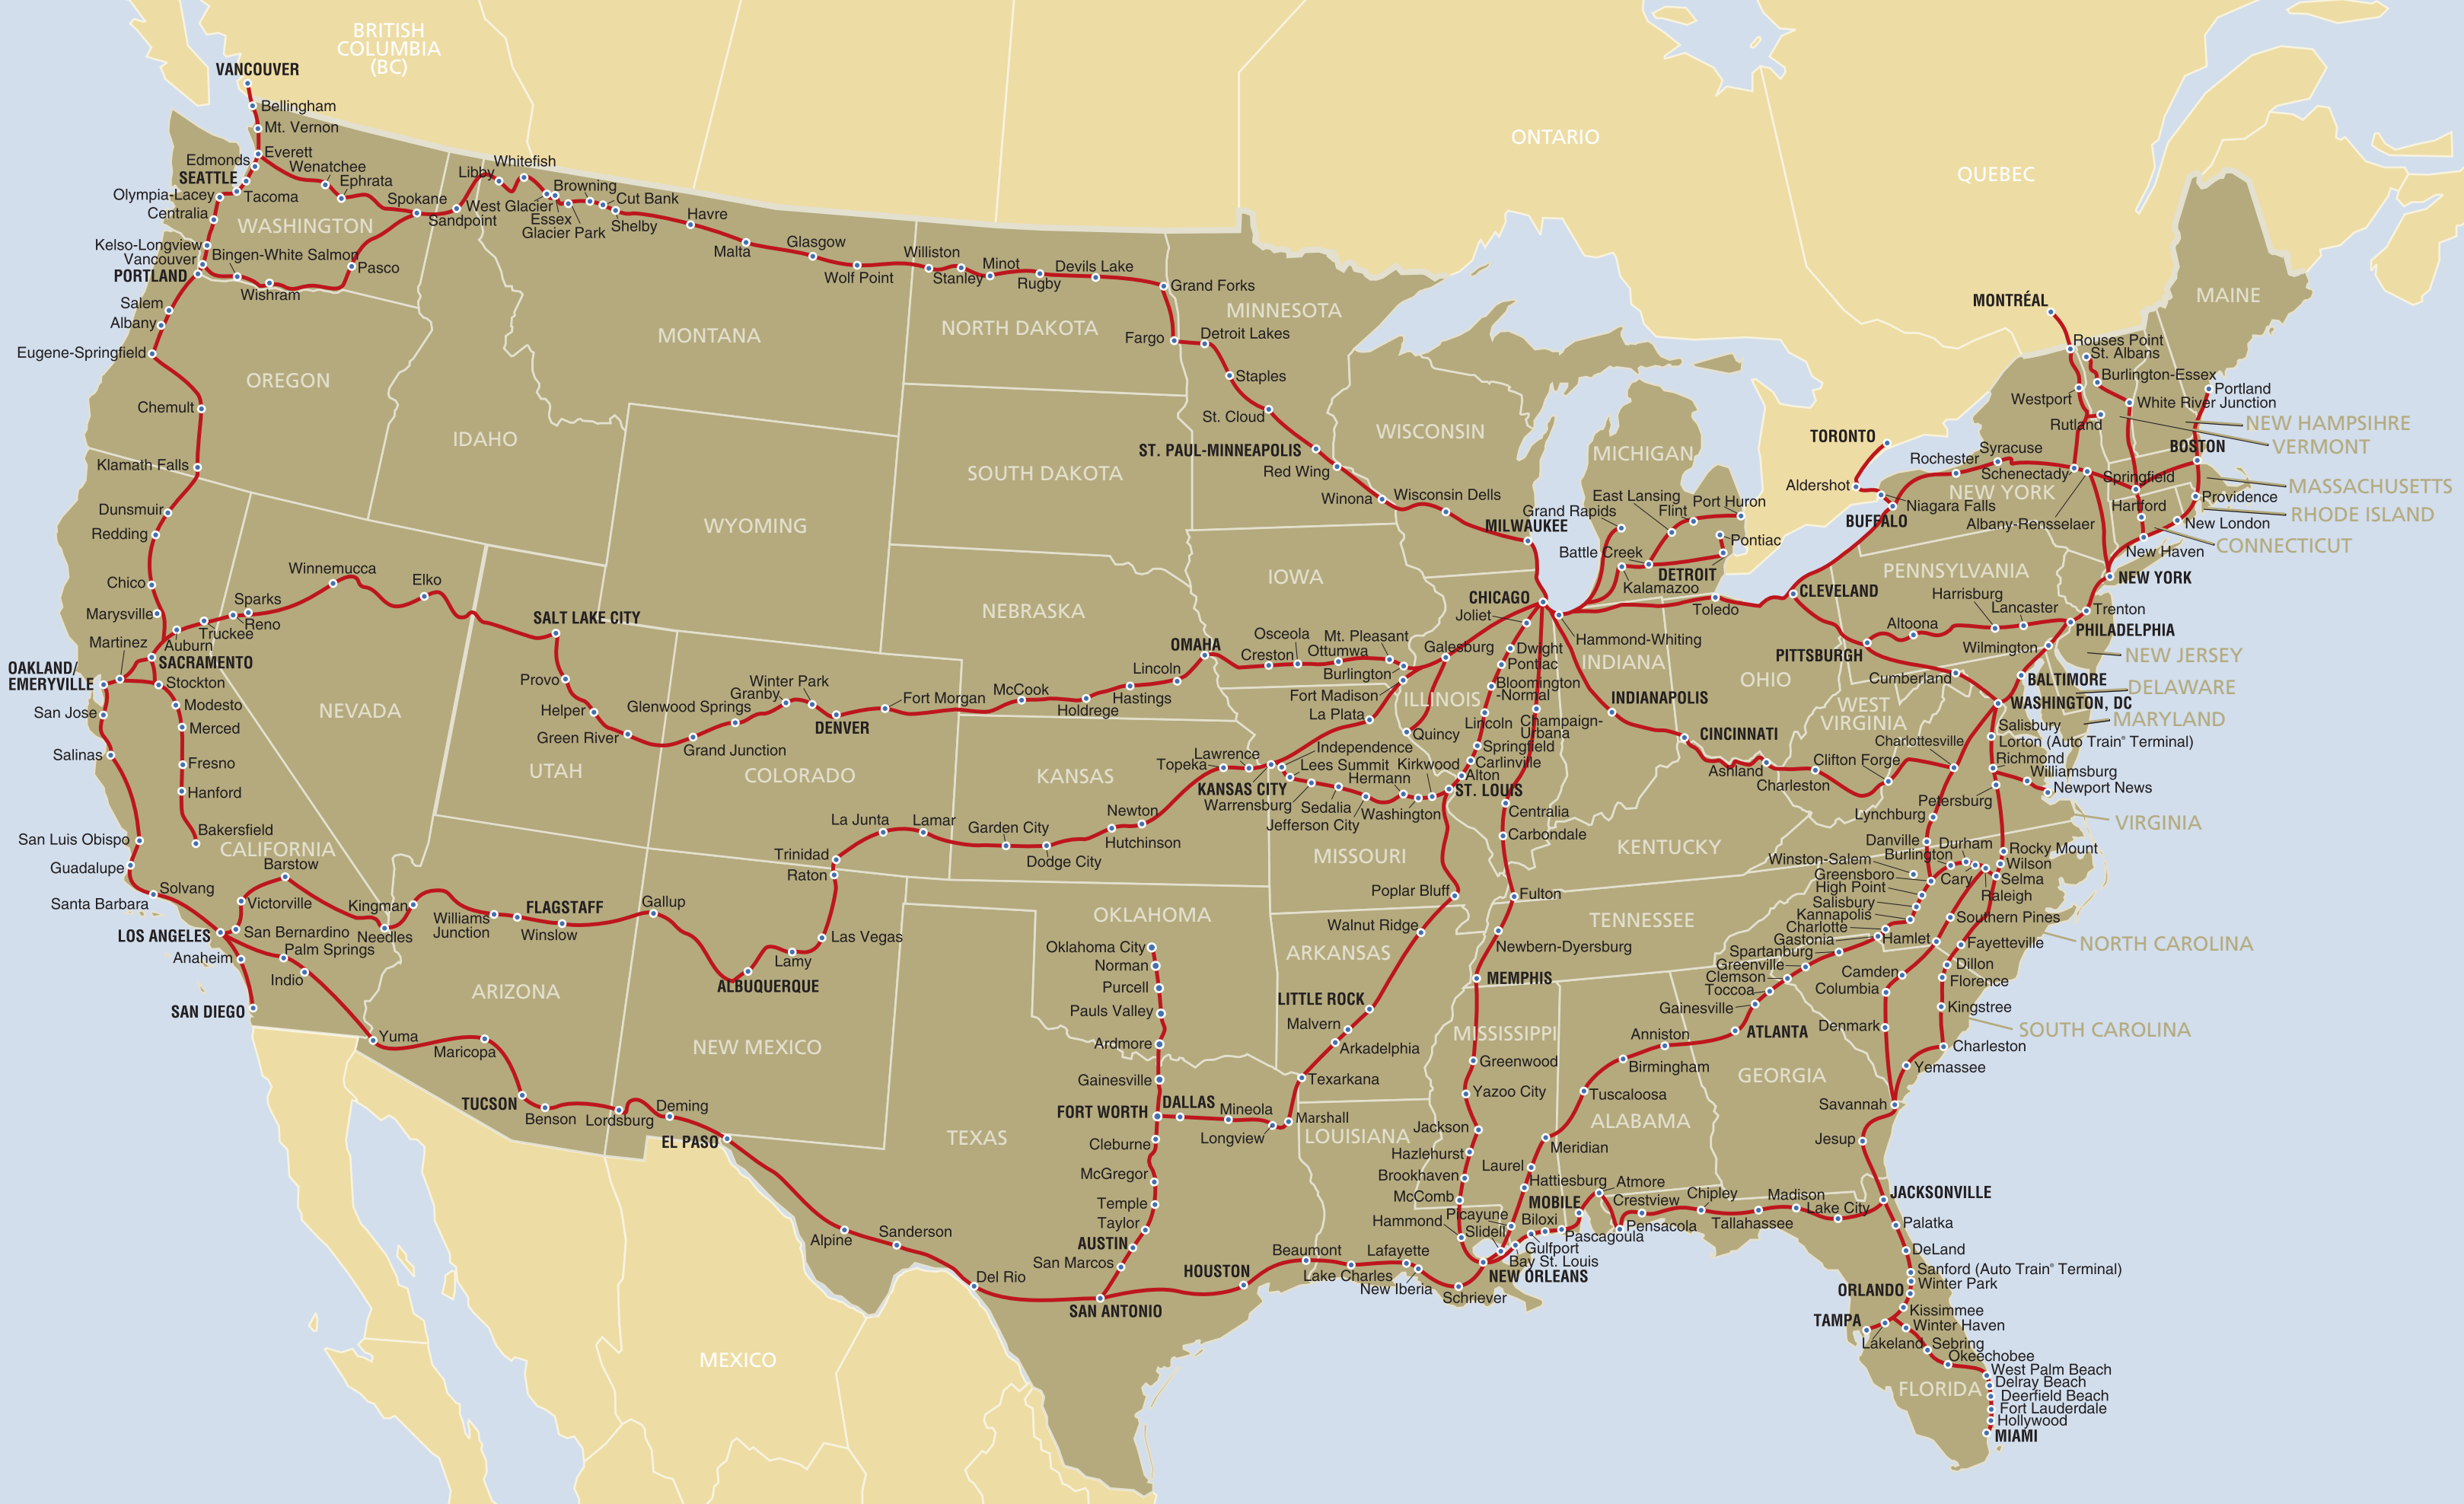 BRITISH
COLUMBIA
(BC)
ONTARIO
QUEBEC
VANCOUVER
Bellingham
Mt. Vernon
Everett
Edmonds
Wenatchee
SEATTLE
Ephrata
Olympia-Lacey
Tacoma
Centralia
WASHINGTON
Spokane
Sandpoint
Kelso-Longview
Vancouver
Bingen-White Salmon
Pasco
PORTLAND
Wishram
Salem
Albany
Eugene-Springfield
OREGON
Chemult
Klamath Falls
IDAHO
Libby
Whitefish
West Glacier
Essex
Glacier Park
Browning
Cut Bank
Shelby
Havre
Malta
Glasgow
Wolf Point
MONTANA
Williston
Stanley
Minot
Rugby
Devils Lake
Grand Forks
NORTH DAKOTA
Fargo
MINNESOTA
Detroit Lakes
Staples
St. Cloud
ST. PAUL-MINNEAPOLIS
Red Wing
Winona
SOUTH DAKOTA
WYOMING
WISCONSIN
Wisconsin Dells
MILWAUKEE
MICHIGAN
East Lansing
Grand Rapids
Flint
Port Huron
Pontiac
Battle Creek
Kalamazoo
DETROIT
TORONTO
Aldershot
Niagara Falls
BUFFALO
Rochester
Syracuse
Schenectady
NEW YORK
Albany-Rensselaer
MONTRÉAL
Rouses Point
St. Albans
Burlington-Essex
Westport
White River Junction
Rutland
Portland
MAINE
NEW HAMPSIHRE
VERMONT
BOSTON
Springfield
MASSACHUSETTS
Providence
RHODE ISLAND
Hartford
New London
CONNECTICUT
New Haven
NEW YORK
Dunsmuir
Redding
Chico
Marysville
Martinez
Auburn
Truckee
Reno
Sparks
Winnemucca
Elko
SACRAMENTO
OAKLAND/
EMERYVILLE
Stockton
San Jose
Modesto
Merced
Salinas
Fresno
Hanford
Bakersfield
CALIFORNIA
San Luis Obispo
Guadalupe
Solvang
Santa Barbara
Barstow
Victorville
LOS ANGELES
San Bernardino
Palm Springs
Anaheim
Indio
SAN DIEGO
Needles
Kingman
NEVADA
SALT LAKE CITY
Provo
Helper
Green River
UTAH
Grand Junction
Glenwood Springs
Granby
Winter Park
DENVER
Fort Morgan
COLORADO
McCook
Holdrege
Hastings
Lincoln
OMAHA
NEBRASKA
IOWA
Creston
Osceola
Ottumwa
Mt. Pleasant
Burlington
Galesburg
Fort Madison
La Plata
ILLINOIS
Quincy
CHICAGO
Joliet
Dwight
Pontiac
Bloomington
-Normal
Lincoln
Champaign-
Urbana
Springfield
Carlinville
Alton
ST. LOUIS
Kirkwood
Centralia
Carbondale
Hammond-Whiting
INDIANA
INDIANAPOLIS
Toledo
CLEVELAND
OHIO
CINCINNATI
PENNSYLVANIA
Harrisburg
Lancaster
Altoona
PITTSBURGH
Trenton
PHILADELPHIA
Wilmington
NEW JERSEY
Cumberland
BALTIMORE
DELAWARE
WASHINGTON, DC
MARYLAND
WEST
VIRGINIA
Salisbury
Lorton (Auto Train® Terminal)
Charlottesville
Richmond
Williamsburg
Newport News
Clifton Forge
Ashland
Charleston
Petersburg
Lynchburg
VIRGINIA
KANSAS
Topeka
Lawrence
Independence
Lees Summit
KANSAS CITY
Warrensburg
Sedalia
Jefferson City
Hermann
Washington
MISSOURI
Newton
Hutchinson
Dodge City
Garden City
Lamar
La Junta
Trinidad
Raton
Las Vegas
Lamy
ALBUQUERQUE
Gallup
Winslow
FLAGSTAFF
Williams
Junction
ARIZONA
NEW MEXICO
Yuma
Maricopa
TUCSON
Benson
Lordsburg
Deming
EL PASO
Alpine
Sanderson
Del Rio
TEXAS
MEXICO
OKLAHOMA
Oklahoma City
Norman
Purcell
Pauls Valley
Ardmore
Gainesville
FORT WORTH
DALLAS
Mineola
Longview
Marshall
Cleburne
McGregor
Temple
Taylor
AUSTIN
San Marcos
SAN ANTONIO
HOUSTON
Beaumont
Lake Charles
Lafayette
New Iberia
Schriever
NEW ORLEANS
LOUISIANA
Texarkana
Arkadelphia
Malvern
LITTLE ROCK
ARKANSAS
Walnut Ridge
Poplar Bluff
Fulton
Newbern-Dyersburg
MEMPHIS
KENTUCKY
TENNESSEE
MISSISSIPPI
Greenwood
Yazoo City
Jackson
Hazlehurst
Brookhaven
McComb
Hammond
Meridian
Laurel
Hattiesburg
Picayune
Slidell
Bay St. Louis
Gulfport
Biloxi
Pascagoula
MOBILE
Atmore
ALABAMA
Tuscaloosa
Birmingham
Anniston
ATLANTA
GEORGIA
Gainesville
Toccoa
Clemson
Greenville
Spartanburg
Gastonia
Charlotte
Kannapolis
Salisbury
High Point
Greensboro
Winston-Salem
Burlington
Danville
Durham
Cary
Raleigh
Rocky Mount
Wilson
Selma
Southern Pines
Hamlet
Fayetteville
NORTH CAROLINA
Camden
Columbia
Denmark
Dillon
Florence
Kingstree
SOUTH CAROLINA
Charleston
Yemassee
Savannah
Jesup
JACKSONVILLE
Pensacola
Crestview
Chipley
Tallahassee
Madison
Lake City
Palatka
DeLand
Sanford (Auto Train® Terminal)
Winter Park
ORLANDO
Kissimmee
TAMPA
Lakeland
Winter Haven
Sebring
Okeechobee
West Palm Beach
Delray Beach
Deerfield Beach
Fort Lauderdale
Hollywood
MIAMI
FLORIDA